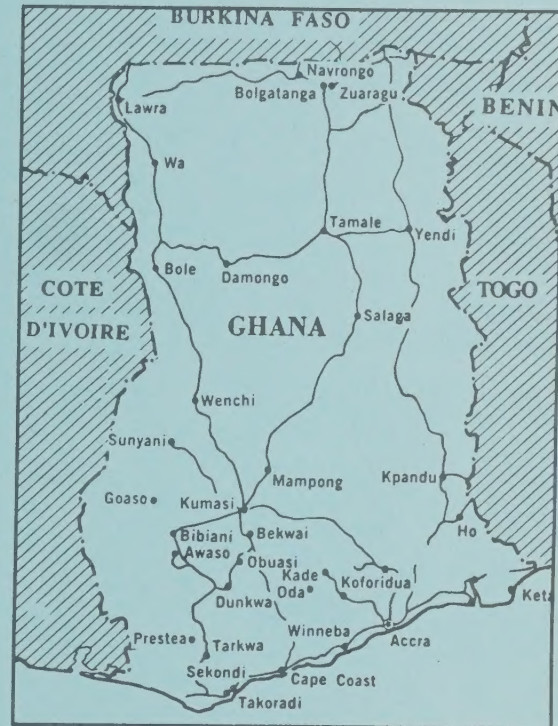 BURKINA FASO
Navrongo
Bolgatanga
Zuaragu
Lawra
BENIN
Wa
Tamale
Yendi
Bole
Damongo
COTE
D'IVOIRE
TOGO
GHANA
Salaga
Wenchi
Sunyani
Mampong
Kpandu
Goaso
Kumasi
Ho
Bibiani
Bekwai
Awaso
Obuasi
Kade
Koforidua
Oda
Dunkwa
Keta
Prestea
Winneba
Accra
Tarkwa
Sekondi
Cape Coast
Takoradi